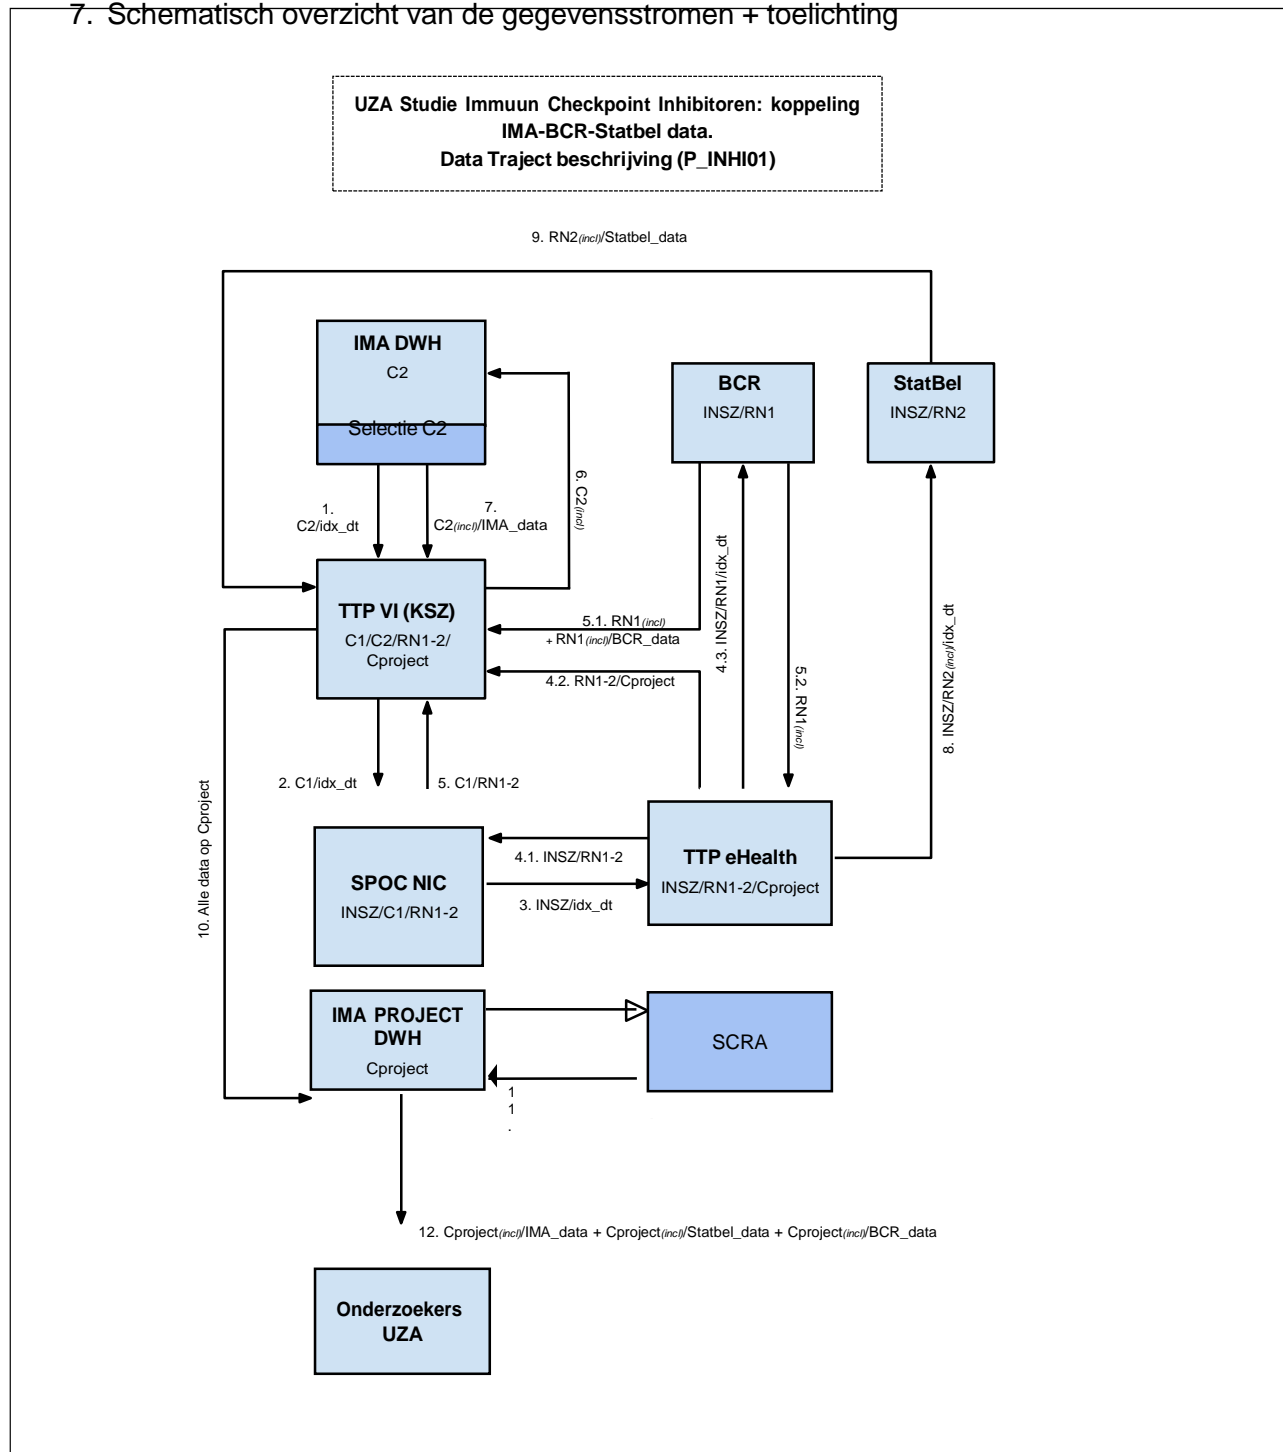 7. Schematisch overzicht van de gegevensstromen + toelichting
UZA Studie Immuun Checkpoint Inhibitoren: koppeling
IMA-BCR-Statbel data.
Data Traject beschrijving (P_INHI01)
9. RN2(incl)/Statbel_data
IMA DWH
C2
Selectie C2
BCR
INSZ/RN1
StatBel
INSZ/RN2
1.
C2/idx_dt
7.
C2(incl)/IMA_data
6. C2(incl)
TTP VI (KSZ)
C1/C2/RN1-2/
Cproject
5.1. RN1(incl)
+ RN1(incl)/BCR_data
4.2. RN1-2/Cproject
4.3. INSZ/RN1/idx_dt
5.2. RN1(incl)
8. INSZ/RN2(incl)/idx_dt
2. C1/idx_dt
5. C1/RN1-2
10. Alle data op Cproject
SPOC NIC
INSZ/C1/RN1-2
4.1. INSZ/RN1-2
3. INSZ/idx_dt
TTP eHealth
INSZ/RN1-2/Cproject
IMA PROJECT
DWH
Cproject
SCRA
1
1
.
12. Cproject(incl)/IMA_data + Cproject(incl)/Statbel_data + Cproject(incl)/BCR_data
Onderzoekers
UZA